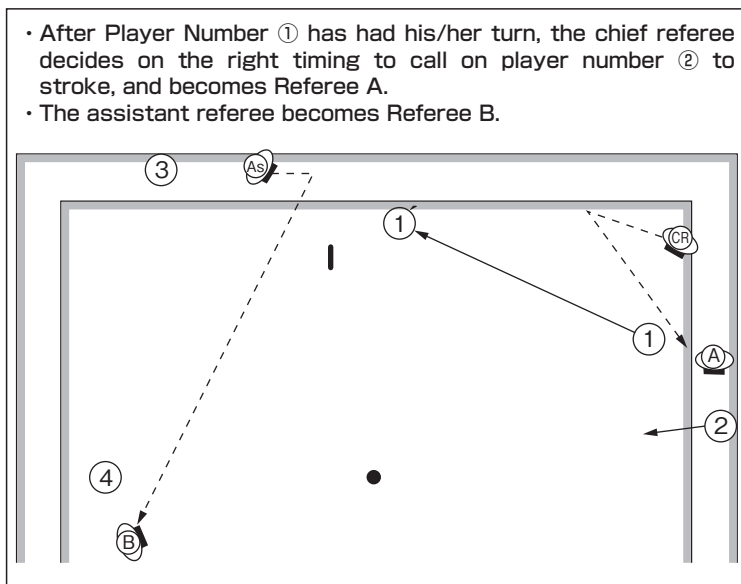 ・After Player Number ① has had his/her turn, the chief referee
decides on the right timing to call on player number ② to
stroke, and becomes Referee A.
・The assistant referee becomes Referee B.
③
As
①
CR
①
A
②
④
B